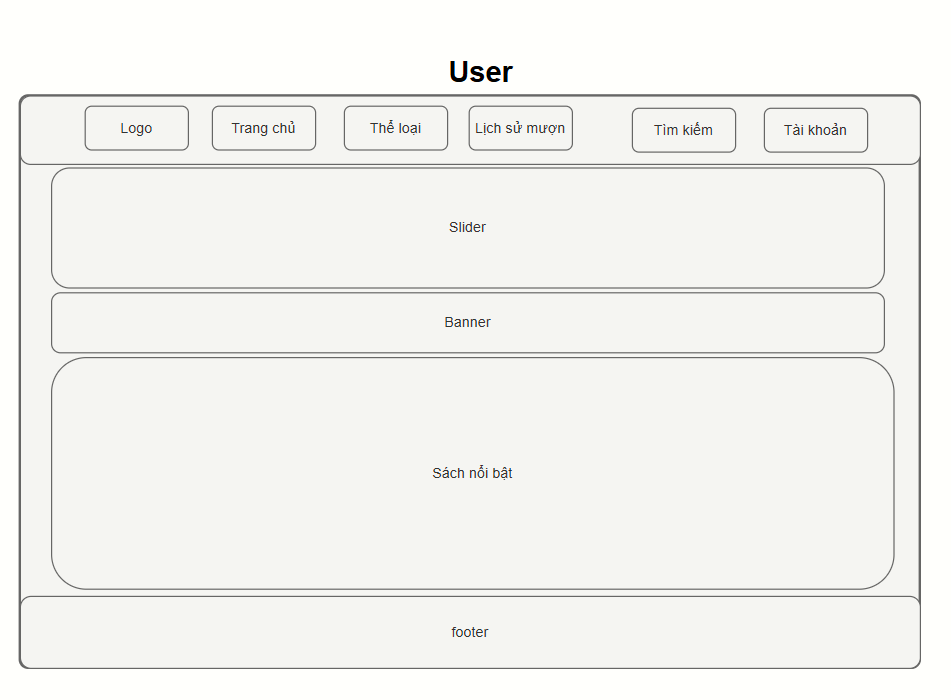 User
Logo
Trang chủ
Thể loại
Lịch sử mượn
Tìm kiếm
Tài khoản
Slider
Banner
Sách nổi bật
footer